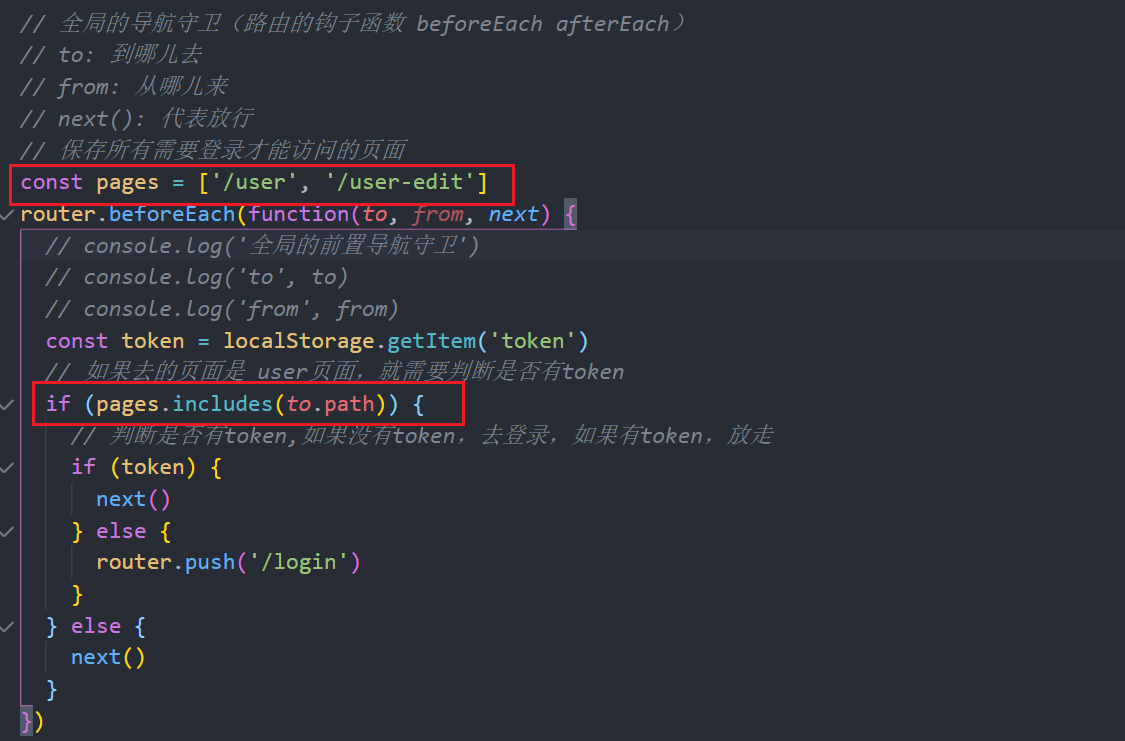 // 全局的导航守卫（路由的钩子函数 beforeEach afterEach）
// to: 到哪儿去
// from: 从哪儿来
// next(): 代表放行
// 保存所有需要登录才能访问的页面
const pages = ['/user', '/user-edit']
router.beforeEach(function(to, from, next) {
// console.log('全局的前置导航守卫')
// console.log('to', to)
// console.log('from', from)
const token = localStorage.getItem('token')
// 如果去的页面是 user页面，就需要判断是否有token
if (pages.includes(to.path)) {
// 判断是否有token,如果没有token，去登录，如果有token，放走
if (token) {
next()
} else {
router.push('/login')
}
} else {
next()
}
})